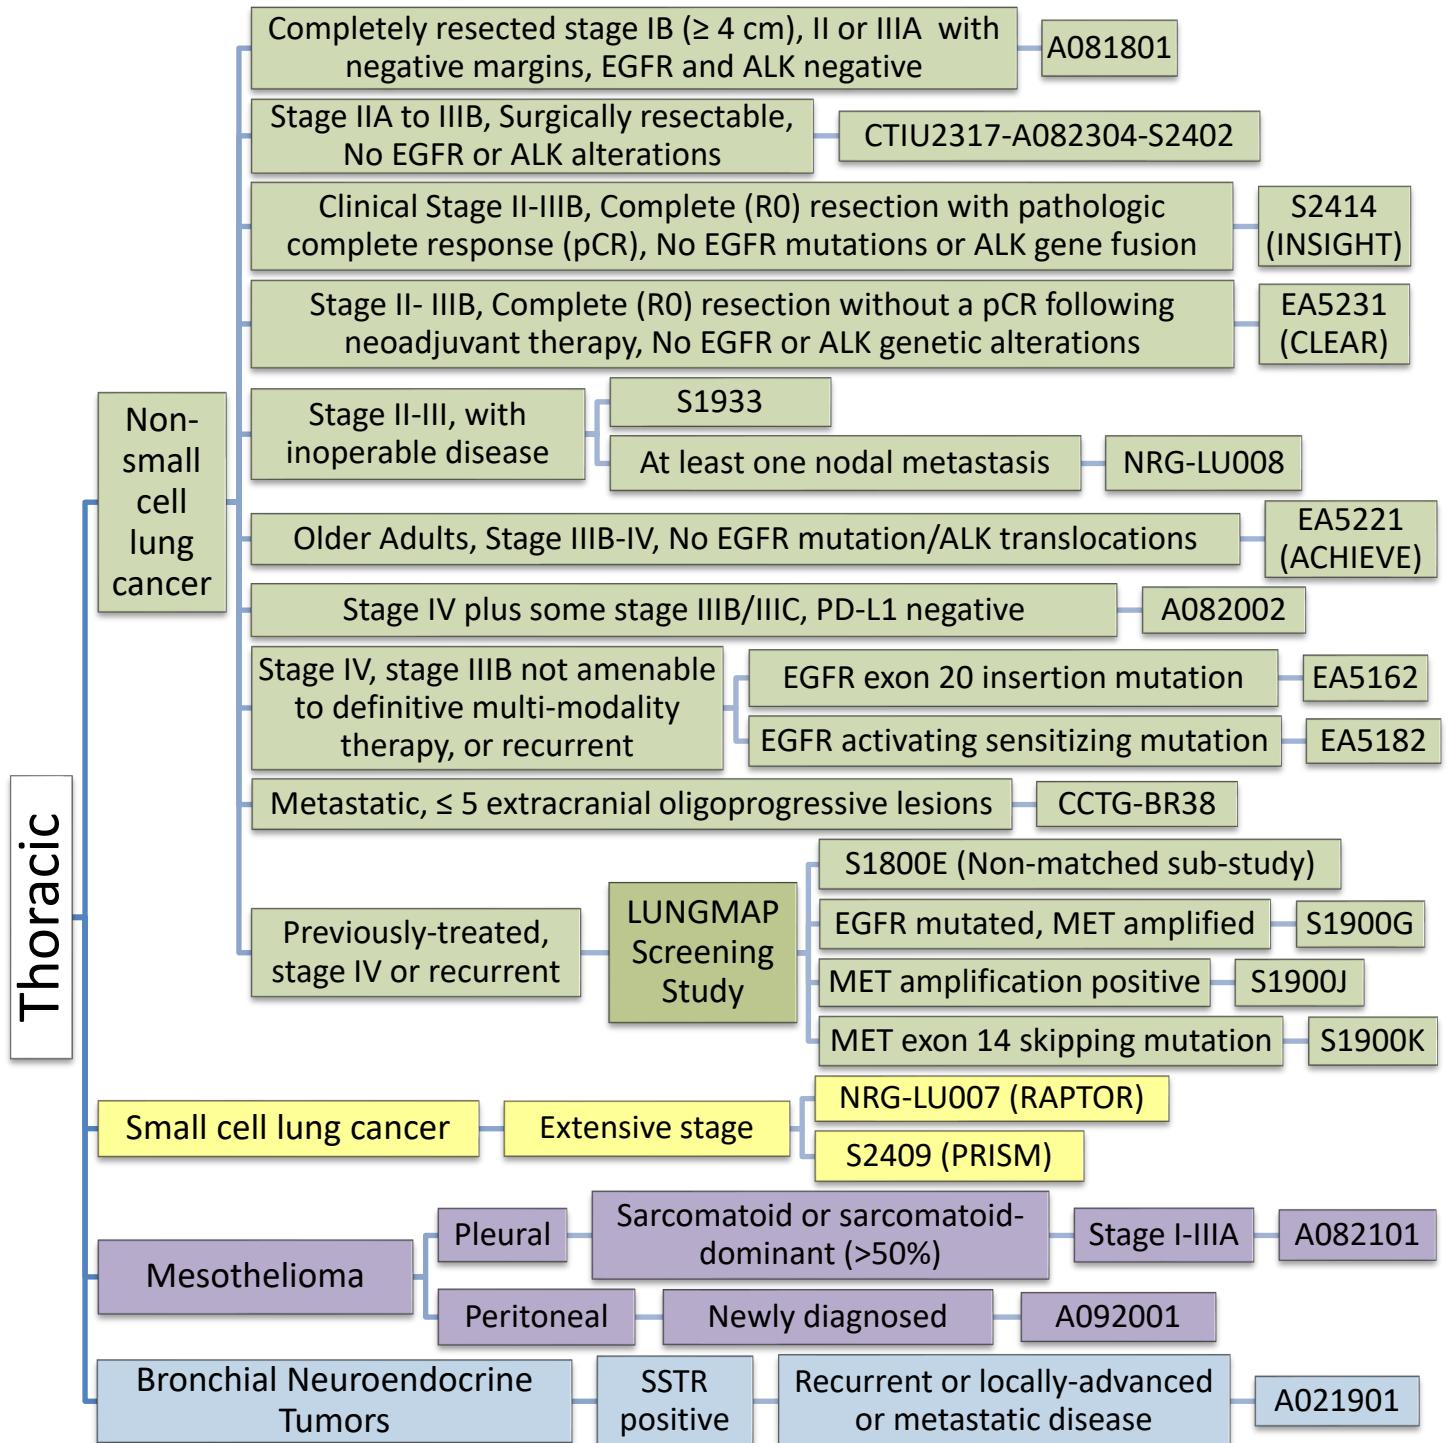 Thoracic
Non-
small
cell
lung
cancer
Completely resected stage IB (≥ 4 cm), II or IIIA with
negative margins, EGFR and ALK negative
A081801
Stage IIA to IIIB, Surgically resectable,
No EGFR or ALK alterations
CTIU2317-A082304-S2402
Clinical Stage II-IIIB, Complete (R0) resection with pathologic
complete response (pCR), No EGFR mutations or ALK gene fusion
S2414
(INSIGHT)
Stage II- IIIB, Complete (R0) resection without a pCR following
neoadjuvant therapy, No EGFR or ALK genetic alterations
EA5231
(CLEAR)
Stage II-III, with
inoperable disease
S1933
At least one nodal metastasis
NRG-LU008
Older Adults, Stage IIIB-IV, No EGFR mutation/ALK translocations
EA5221
(ACHIEVE)
Stage IV plus some stage IIIB/IIIC, PD-L1 negative
A082002
Stage IV, stage IIIB not amenable
to definitive multi-modality
therapy, or recurrent
EGFR exon 20 insertion mutation
EA5162
EGFR activating sensitizing mutation
EA5182
Metastatic, ≤ 5 extracranial oligoprogressive lesions
CCTG-BR38
Previously-treated,
stage IV or recurrent
LUNGMAP
Screening
Study
S1800E (Non-matched sub-study)
EGFR mutated, MET amplified
S1900G
MET amplification positive
S1900J
MET exon 14 skipping mutation
S1900K
Small cell lung cancer
Extensive stage
NRG-LU007 (RAPTOR)
S2409 (PRISM)
Mesothelioma
Pleural
Sarcomatoid or sarcomatoid-
dominant (>50%)
Stage I-IIIA
A082101
Peritoneal
Newly diagnosed
A092001
Bronchial Neuroendocrine
Tumors
SSTR
positive
Recurrent or locally-advanced
or metastatic disease
A021901